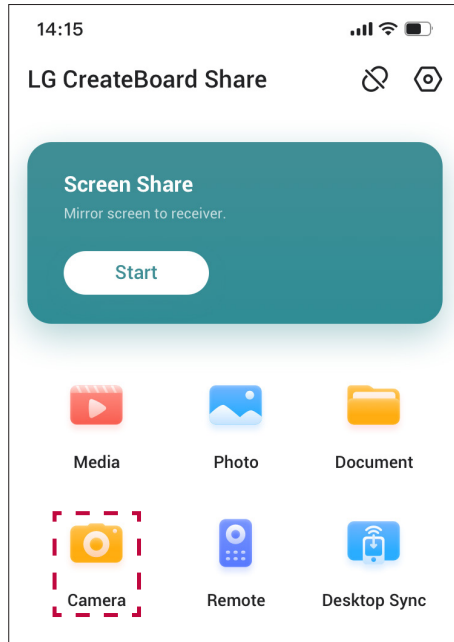 14:15
LG CreateBoard Share
Screen Share
Mirror screen to receiver.
Start
Media Photo Document
Camera Remote Desktop Sync